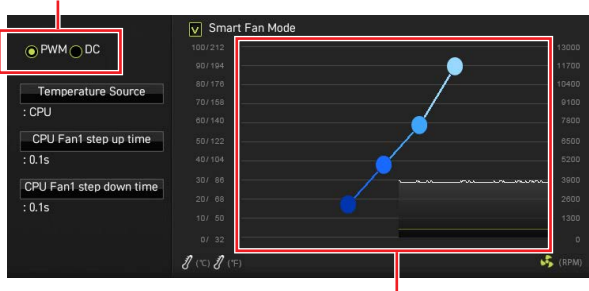 V Smart Fan Mode
PWM DC
Temperature Source
: CPU
CPU Fan1 step up time
: 0.1s
CPU Fan1 step down time
: 0.1s
100/212 13000
90/194 11700
80/176 10400
70/158 9100
60/140 7800
50/122 6500
40/104 5200
30/ 86 3900
20/ 68 2600
10/ 50 1300
0/ 32 0
(°C) (°F) (RPM)